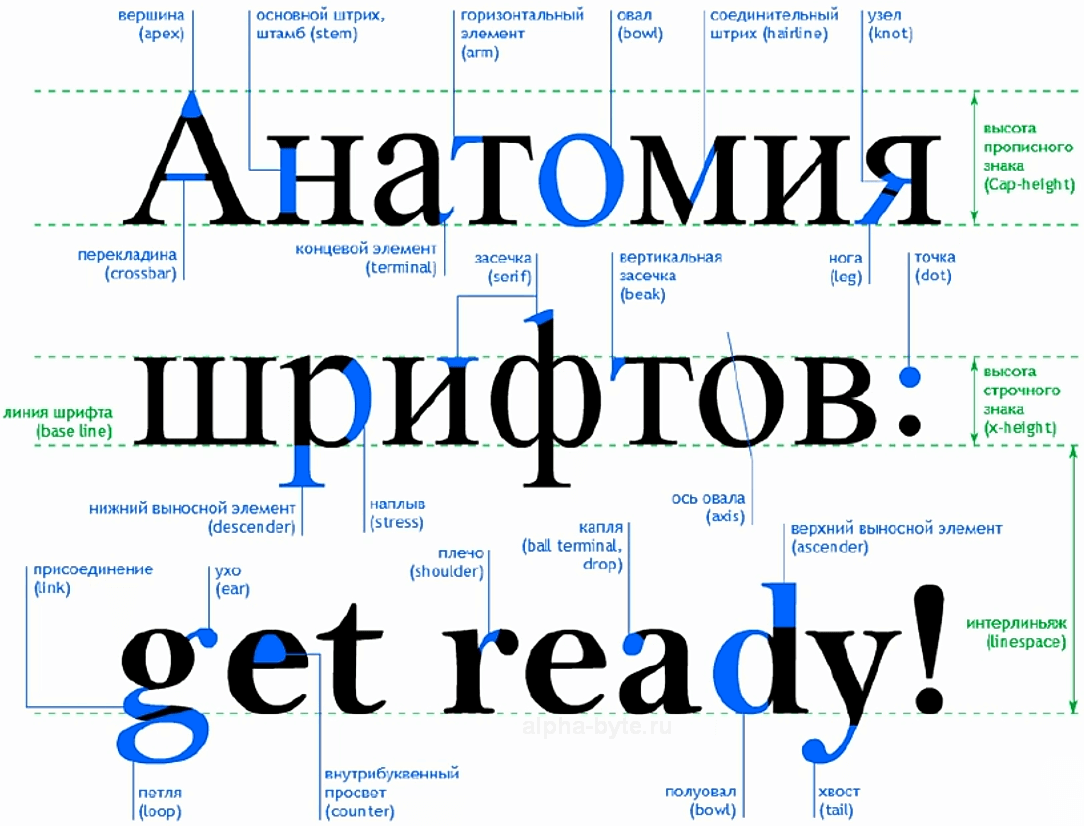 вершина
(apex)
основной штрих,
штамб (stem)
горизонтальный
элемент
(arm)
овал
(bowl)
соединительный
штрих (hairline)
узел
(knot)
Анатомия
высота
прописного
знака
(Cap-height)
перекладина
(crossbar)
концевой элемент
(terminal)
засечка
(serif)
вертикальная
засечка
(beak)
нога
(leg)
точка
(dot)
шрифтов:
линия шрифта
(base line)
высота
строчного
знака
(x-height)
нижний выносной элемент
(descender)
наплыв
(stress)
ось овала
(axis)
присоединение
(link)
ухо
(ear)
плечо
(shoulder)
капля
(ball terminal,
drop)
верхний выносной элемент
(ascender)
get ready!
интерлиньяж
(linespace)
alpha-byte.ru
петля
(loop)
внутрибуквенный
просвет
(counter)
полуовал
(bowl)
хвост
(tail)